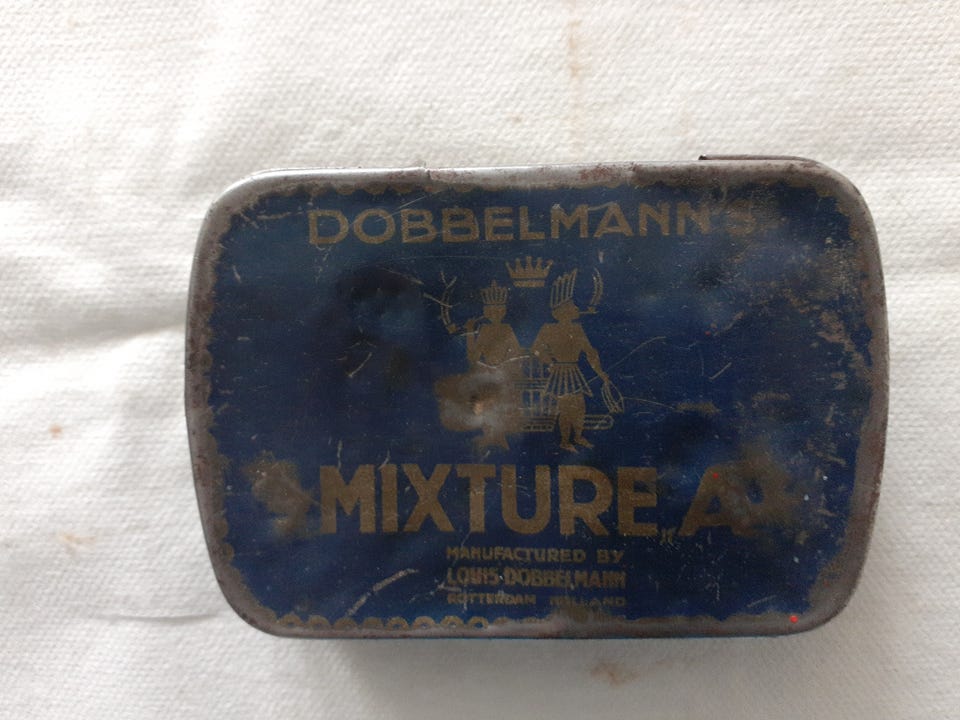 DOBBELMANN'S
MIXTURE „A"
MANUFACTURED BY
LOUIS DOBBELMANN
ROTTERDAM HOLLAND